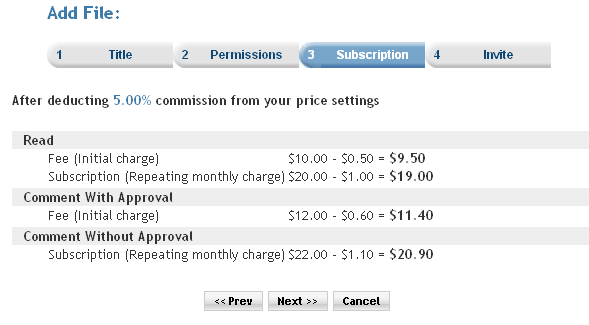 Add File:
1 Title 2 Permissions 3 Subscription 4 Invite
After deducting 5.00% commission from your price settings
Read
Fee (Initial charge) $10.00 - $0.50 = $9.50
Subscription (Repeating monthly charge) $20.00 - $1.00 = $19.00
Comment With Approval
Fee (Initial charge) $12.00 - $0.60 = $11.40
Comment Without Approval
Subscription (Repeating monthly charge) $22.00 - $1.10 = $20.90
<< Prev Next >> Cancel